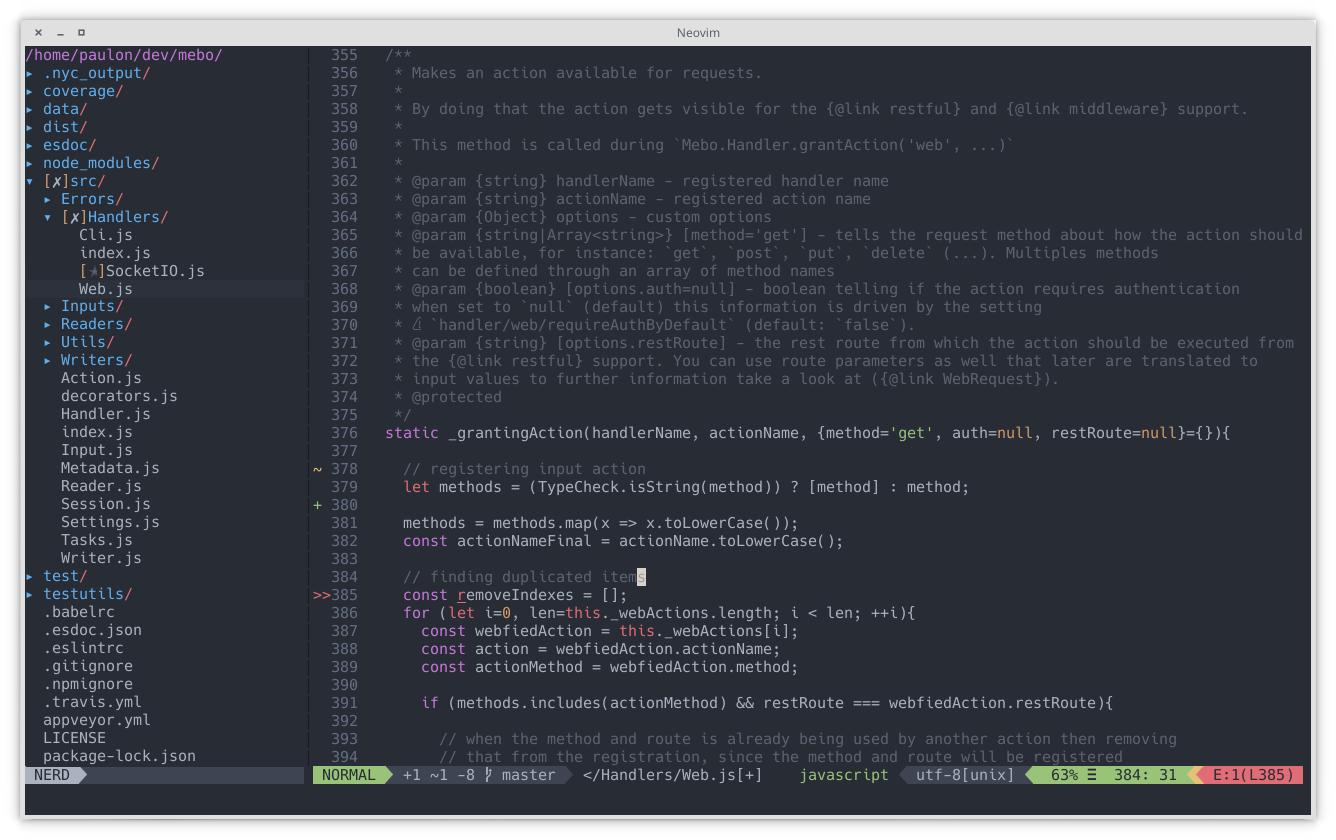 Neovim
/home/paulon/dev/mebo/
▸ .nyc_output/
▸ coverage/
▸ data/
▸ dist/
▸ esdoc/
▸ node_modules/
▾ [✗]src/
▸ Errors/
▾ [✗]Handlers/
Cli.js
index.js
[★]SocketIO.js
Web.js
▸ Inputs/
▸ Readers/
▸ Utils/
▸ Writers/
Action.js
decorators.js
Handler.js
index.js
Input.js
Metadata.js
Reader.js
Session.js
Settings.js
Tasks.js
Writer.js
▸ test/
▸ testutils/
.babelrc
.esdoc.json
.eslintrc
.gitignore
.npmignore
.travis.yml
appveyor.yml
LICENSE
package-lock.json
NERD
355 /**
356 * Makes an action available for requests.
357 *
358 * By doing that the action gets visible for the {@link restful} and {@link middleware} support.
359 *
360 * This method is called during `Mebo.Handler.grantAction('web', ...)`
361 *
362 * @param {string} handlerName - registered handler name
363 * @param {string} actionName - registered action name
364 * @param {Object} options - custom options
365 * @param {string|Array<string>} [method='get'] - tells the request method about how the action should
366 * be available, for instance: `get`, `post`, `put`, `delete` (...). Multiples methods
367 * can be defined through an array of method names
368 * @param {boolean} [options.auth=null] - boolean telling if the action requires authentication
369 * when set to `null` (default) this information is driven by the setting
370 * `handler/web/requireAuthByDefault` (default: `false`).
371 * @param {string} [options.restRoute] - the rest route from which the action should be executed from
372 * the {@link restful} support. You can use route parameters as well that later are translated to
373 * input values to further information take a look at ({@link WebRequest}).
374 * @protected
375 */
376 static _grantingAction(handlerName, actionName, {method='get', auth=null, restRoute=null}={}){
377
~ 378 // registering input action
379 let methods = (TypeCheck.isString(method)) ? [method] : method;
+ 380
381 methods = methods.map(x => x.toLowerCase());
382 const actionNameFinal = actionName.toLowerCase();
383
384 // finding duplicated items
>>385 const removeIndexes = [];
386 for (let i=0, len=this._webActions.length; i < len; ++i){
387 const webfiedAction = this._webActions[i];
388 const action = webfiedAction.actionName;
389 const actionMethod = webfiedAction.method;
390
391 if (methods.includes(actionMethod) && restRoute === webfiedAction.restRoute){
392
393 // when the method and route is already being used by another action then removing
394 // that from the registration, since the method and route will be registered
NORMAL +1 ~1 -8 master </Handlers/Web.js[+] javascript utf-8[unix] 63% ☰ 384: 31 E:1(L385)